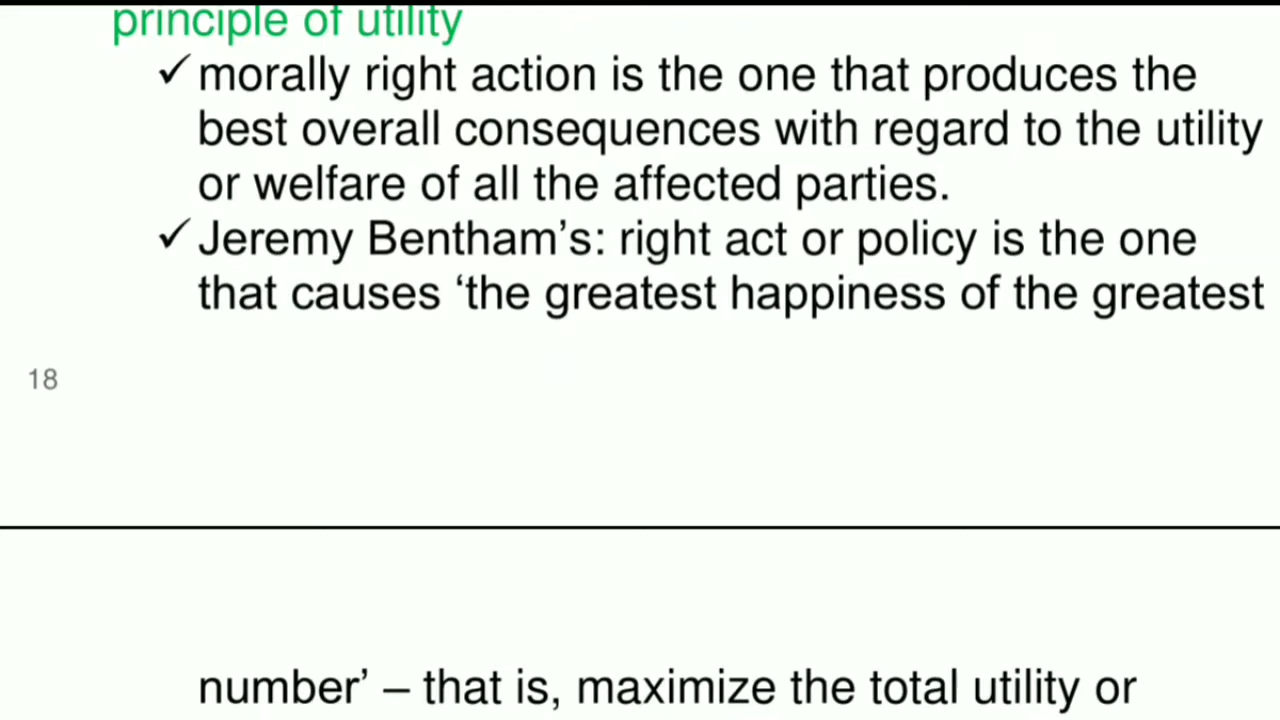 principle of utility
✓ morally right action is the one that produces the
best overall consequences with regard to the utility
or welfare of all the affected parties.
✓ Jeremy Bentham’s: right act or policy is the one
that causes ‘the greatest happiness of the greatest
18
number’ – that is, maximize the total utility or